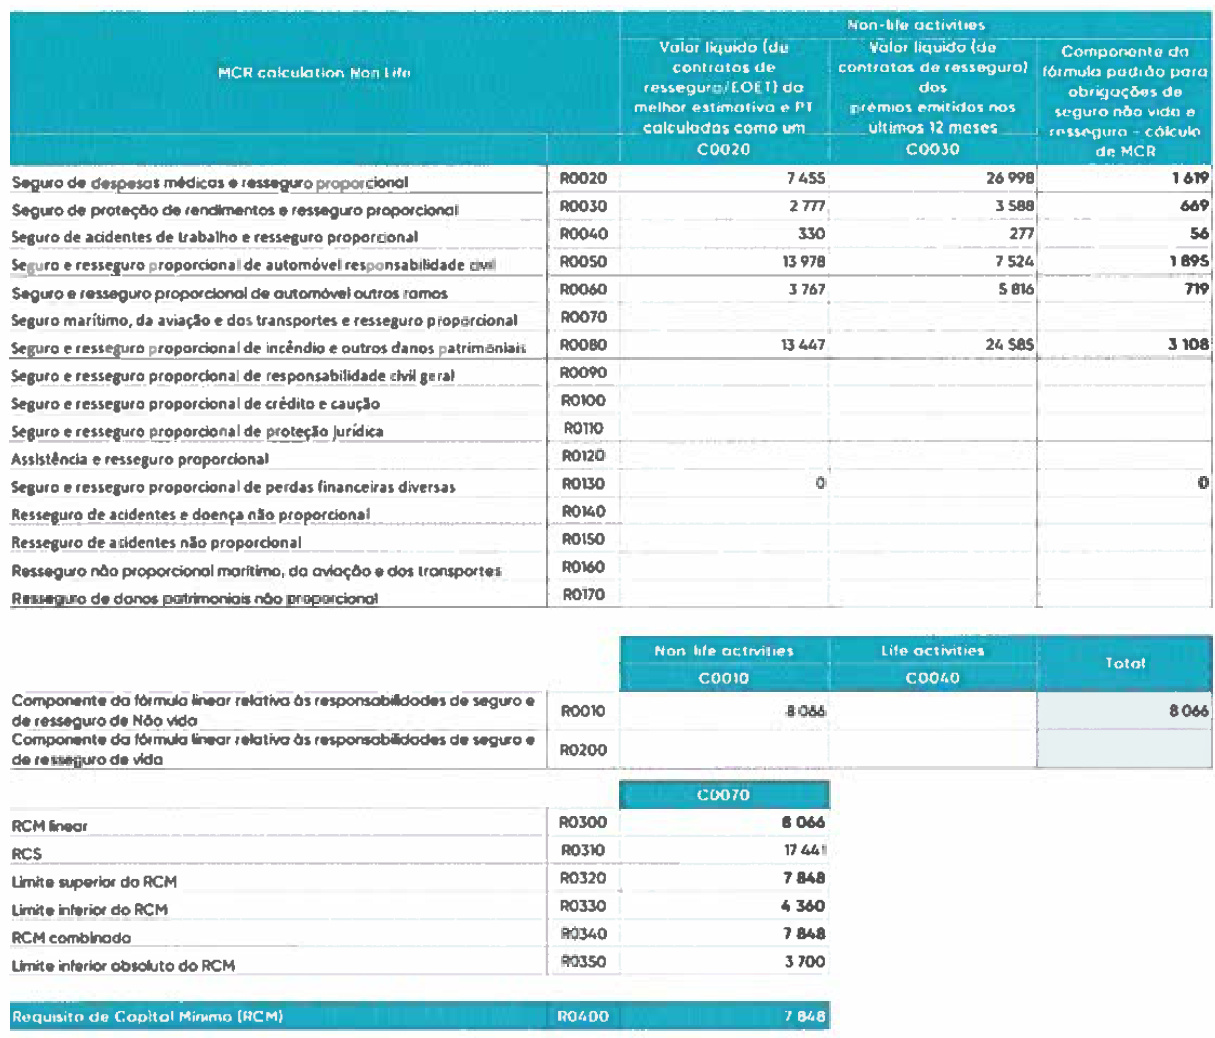 Non-life activities
MCR calculation Non Life
Valor líquido (de
contratos de
resseguro/EOET) da
melhor estimativa e PT
calculadas como um
C0020
Valor líquido (de
contratos de resseguro)
dos
prémios emitidos nos
últimos 12 meses
C0030
Componente da
fórmula padrão para
obrigações de
seguro não vida e
resseguro - cálculo
de MCR
Seguro de despesas médicas e resseguro proporcional R0020 7 455 26 998 1 619
Seguro de proteção de rendimentos e resseguro proporcional R0030 2 777 3 588 669
Seguro de acidentes de trabalho e resseguro proporcional R0040 330 277 56
Seguro e resseguro proporcional de automóvel responsabilidade civil R0050 13 978 7 524 1 895
Seguro e resseguro proporcional de automóvel outros ramos R0060 3 767 5 816 719
Seguro marítimo, da aviação e dos transportes e resseguro proporcional R0070
Seguro e resseguro proporcional de incêndio e outros danos patrimoniais R0080 13 447 24 585 3 108
Seguro e resseguro proporcional de responsabilidade civil geral R0090
Seguro e resseguro proporcional de crédito e caução R0100
Seguro e resseguro proporcional de proteção jurídica R0110
Assistência e resseguro proporcional R0120
Seguro e resseguro proporcional de perdas financeiras diversas R0130 0 0
Resseguro de acidentes e doença não proporcional R0140
Resseguro de acidentes não proporcional R0150
Resseguro não proporcional marítimo, da aviação e dos transportes R0160
Resseguro de danos patrimoniais não proporcional R0170
Non life activities Life activities Total
C0010 C0040
Componente da fórmula linear relativa às responsabilidades de seguro e
de resseguro de Não vida R0010 8 066 8 066
Componente da fórmula linear relativa às responsabilidades de seguro e
de resseguro de vida R0200
C0070
RCM linear R0300 8 066
RCS R0310 17 441
Limite superior do RCM R0320 7 848
Limite inferior do RCM R0330 4 360
RCM combinado R0340 7 848
Limite inferior absoluto do RCM R0350 3 700
Requisito de Capital Mínimo (RCM) R0400 7 848